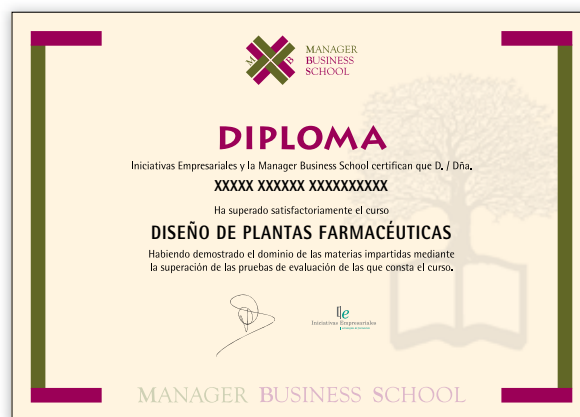 M B S
MANAGER
BUSINESS
SCHOOL
DIPLOMA
Iniciativas Empresariales y la Manager Business School certifican que D. / Dña.
XXXXX XXXXXX XXXXXXXXXX
Ha superado satisfactoriamente el curso
DISEÑO DE PLANTAS FARMACÉUTICAS
Habiendo demostrado el dominio de las materias impartidas mediante
la superación de las pruebas de evaluación de las que consta el curso.
Iniciativas Empresariales
MANAGER BUSINESS SCHOOL